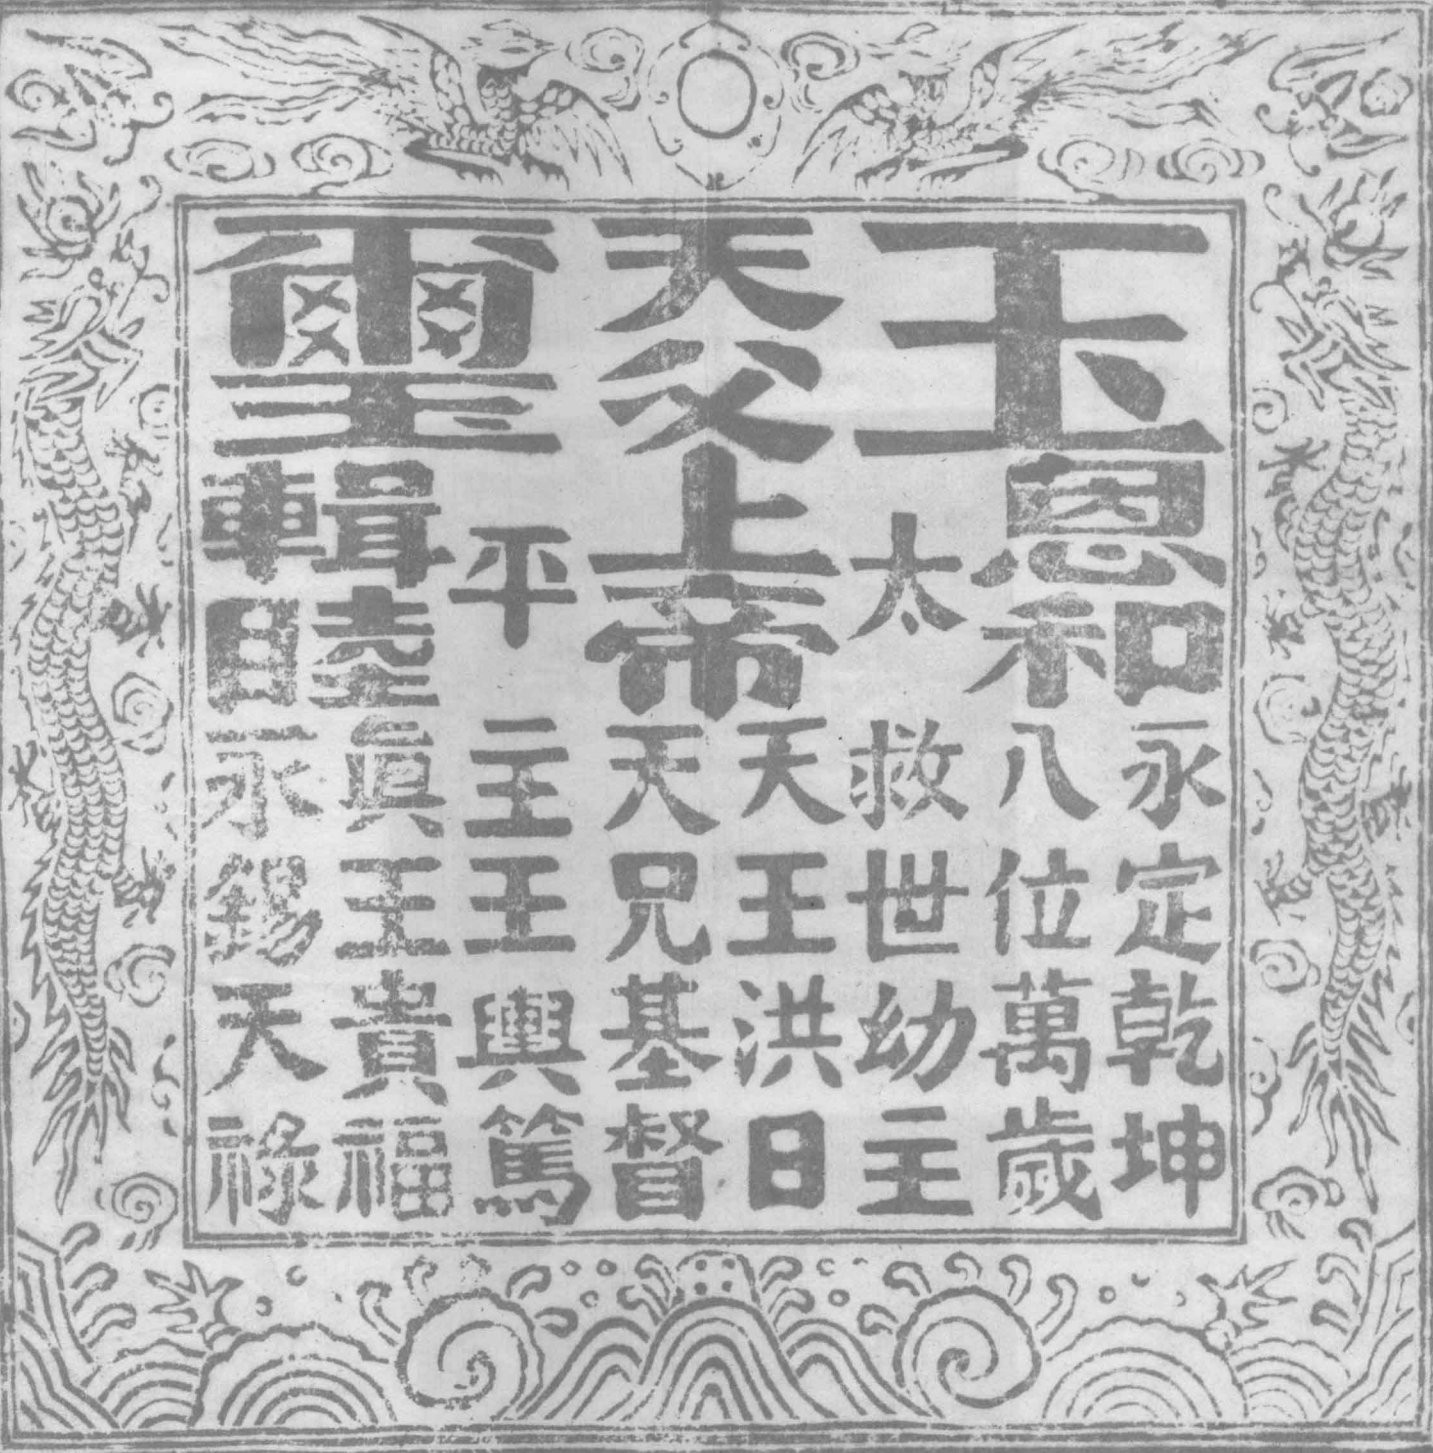 玉
恩和
永定乾坤
八位萬歲
太
救世幼主
天父上帝
天王洪日
天兄基督
平
主王輿篤
璽
輯睦
眞王貴福
永錫天祿